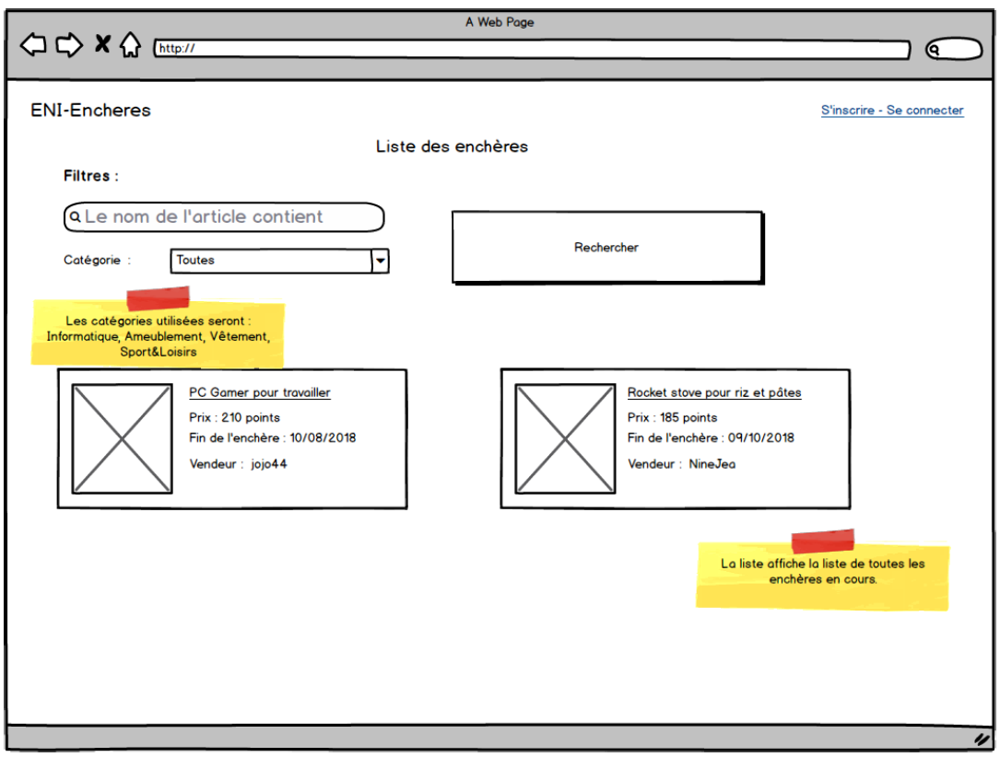 A Web Page
http://
ENI-Encheres
S'inscrire - Se connecter
Liste des enchères
Filtres :
Le nom de l'article contient
Catégorie :
Toutes
Rechercher
Les catégories utilisées seront :
Informatique, Ameublement, Vêtement,
Sport&Loisirs
PC Gamer pour travailler
Prix : 210 points
Fin de l'enchère : 10/08/2018
Vendeur : jojo44
Rocket stove pour riz et pâtes
Prix : 185 points
Fin de l'enchère : 09/10/2018
Vendeur : NineJea
La liste affiche la liste de toutes les
enchères en cours.